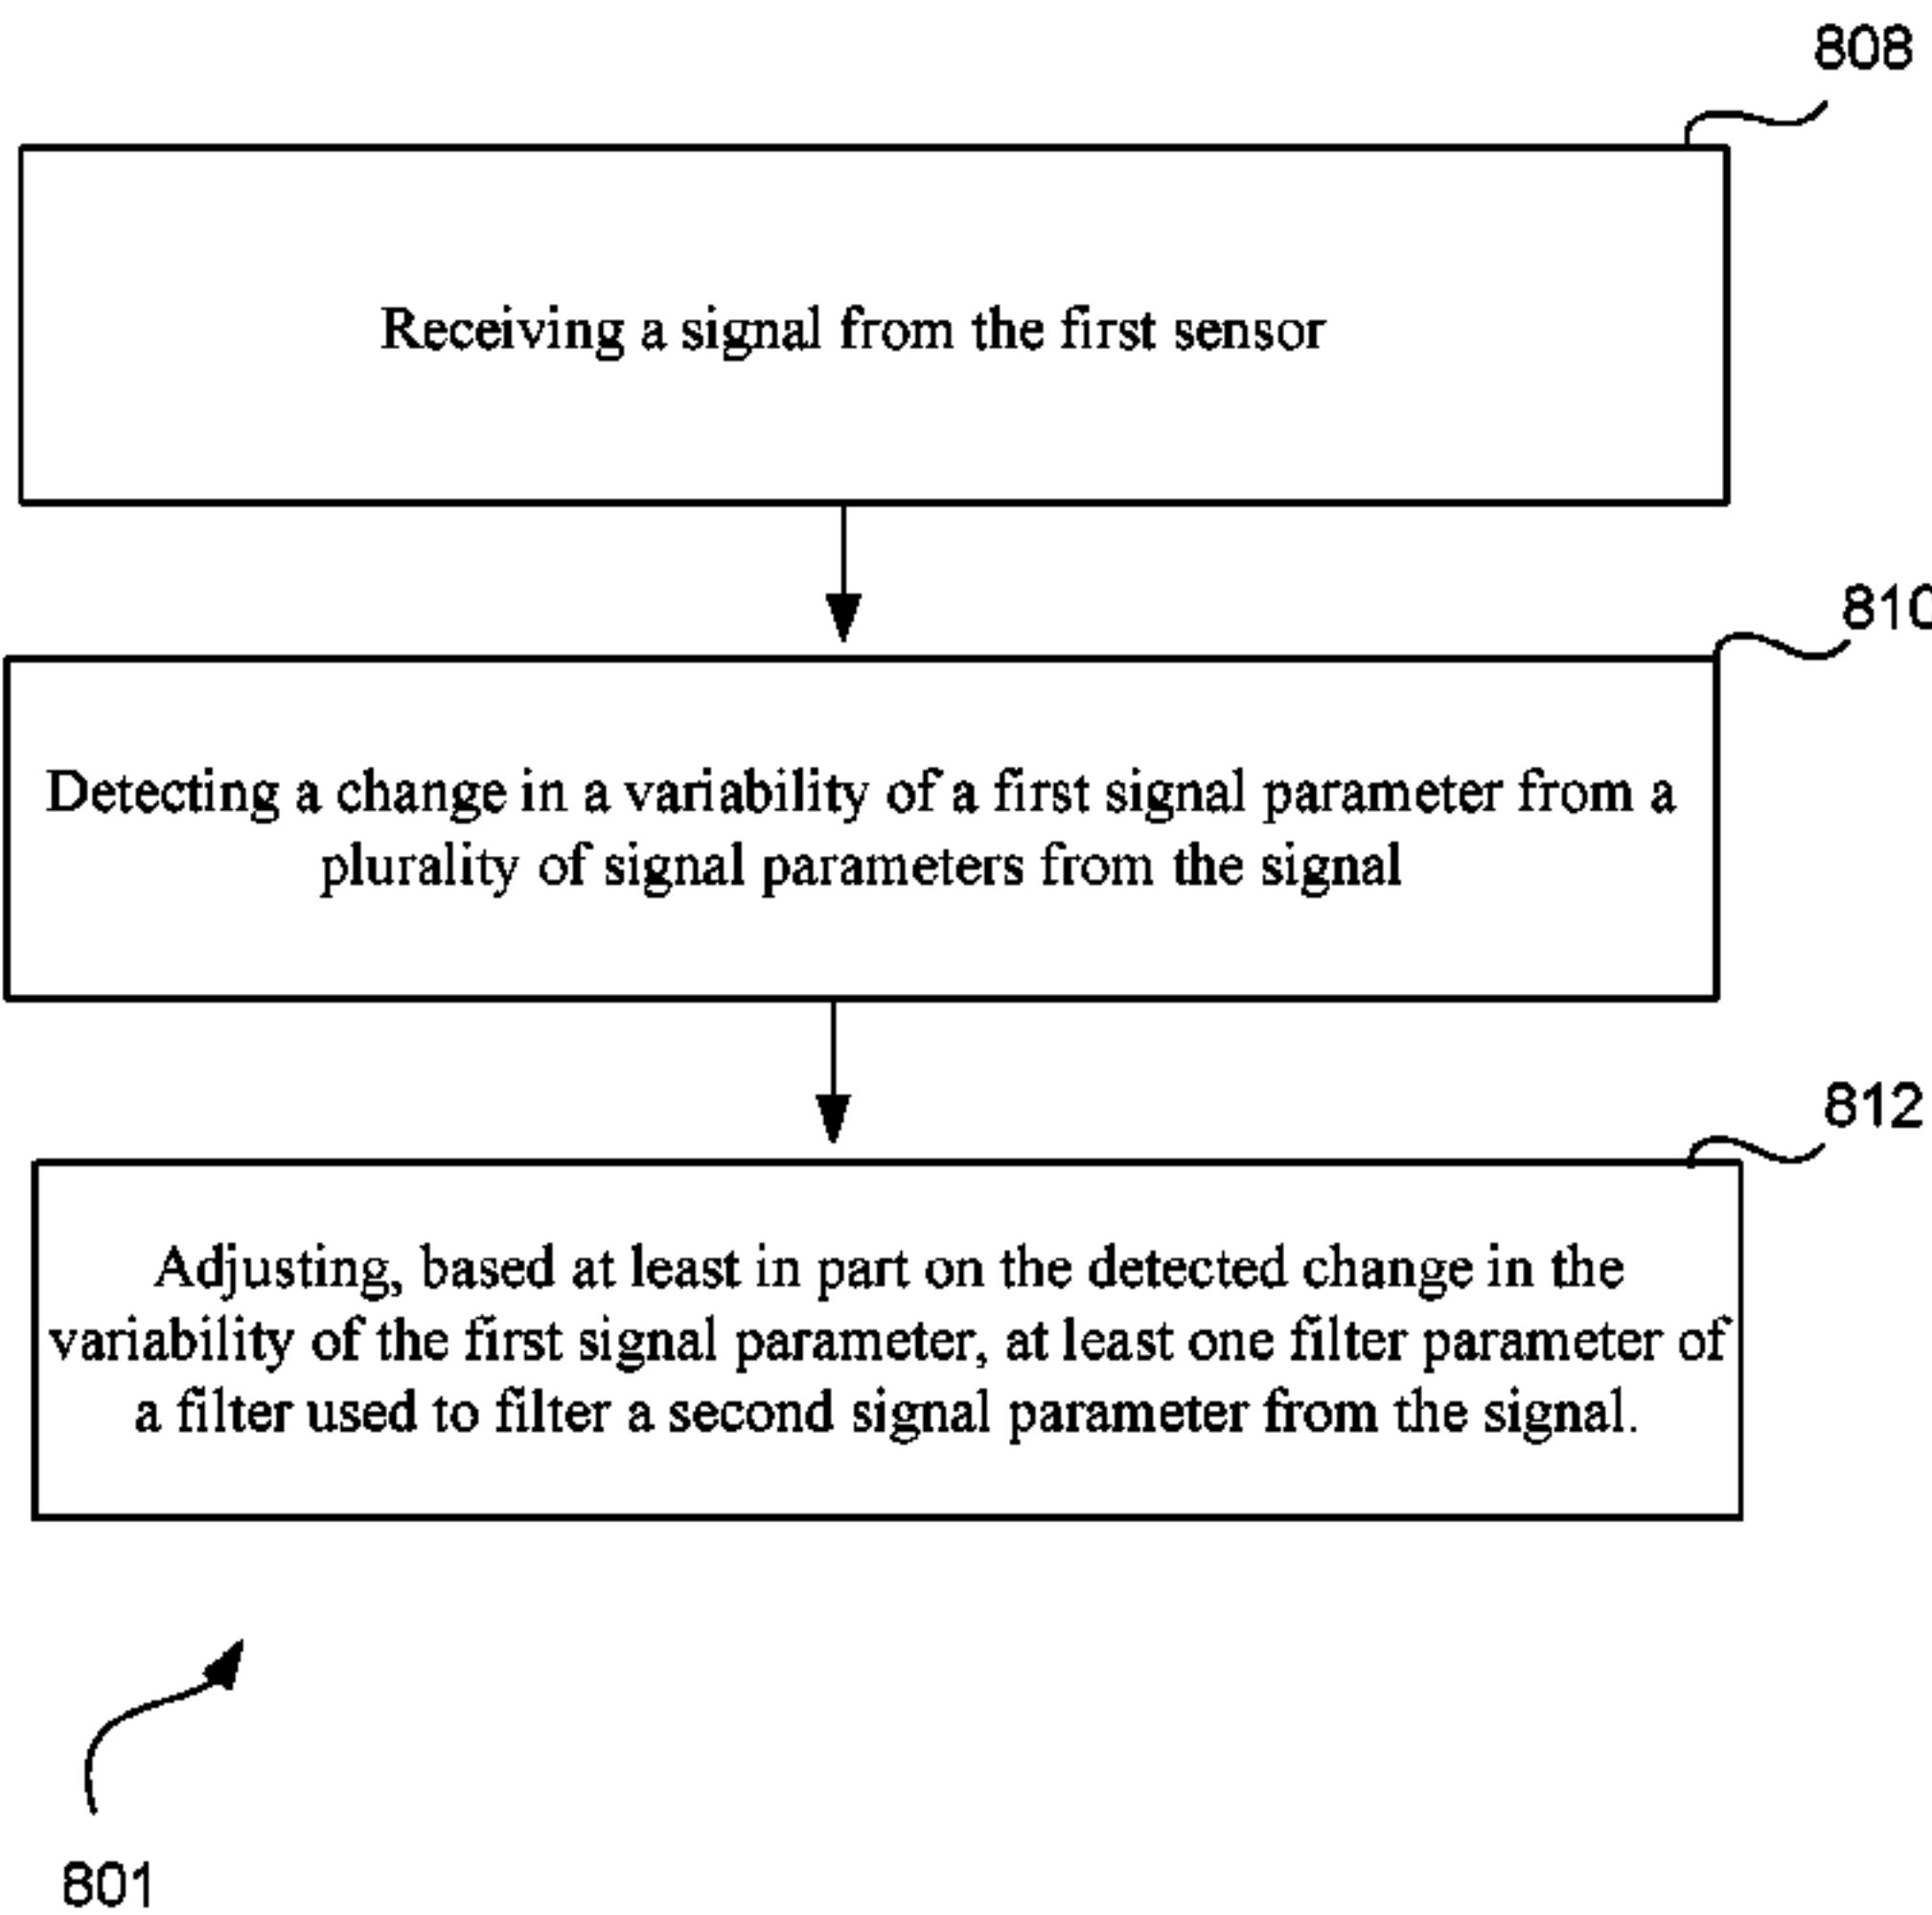 808
Receiving a signal from the first sensor
810
Detecting a change in a variability of a first signal parameter from a
plurality of signal parameters from the signal
812
Adjusting, based at least in part on the detected change in the
variability of the first signal parameter, at least one filter parameter of
a filter used to filter a second signal parameter from the signal.
801